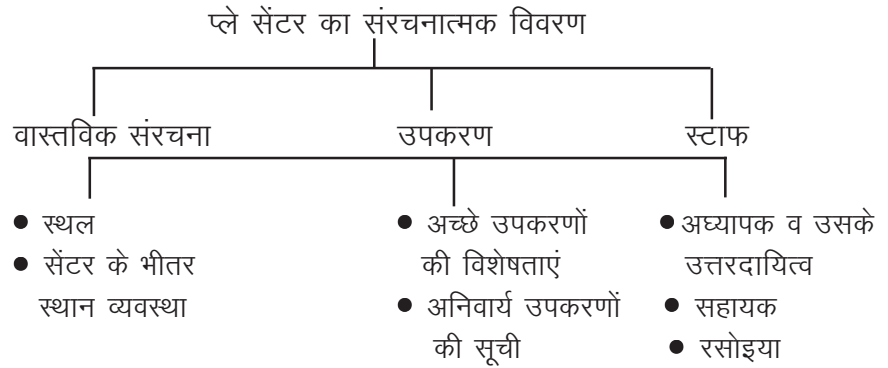 प्ले सेंटर का संरचनात्मक विवरण
वास्तविक संरचना उपकरण स्टाफ
● स्थल
● सेंटर के भीतर
स्थान व्यवस्था
● अच्छे उपकरणों
की विशेषताएं
● अनिवार्य उपकरणों
की सूची
● अघ्यापक व उसके
उत्तरदायित्व
● सहायक
● रसोइया